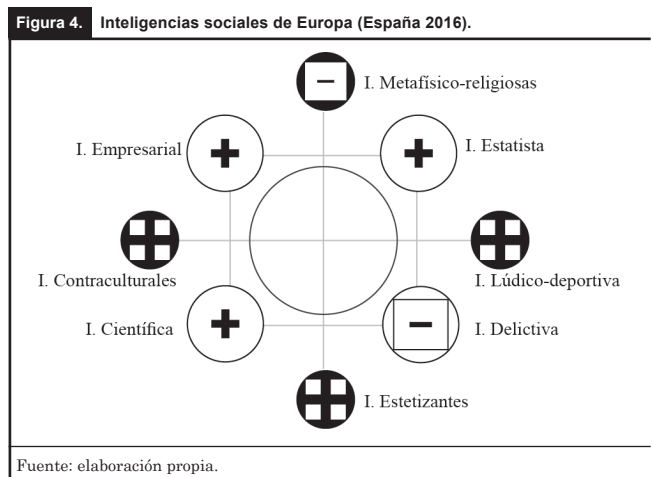 Figura 4. Inteligencias sociales de Europa (España 2016).
I. Metafísico-religiosas
I. Empresarial
I. Estatista
I. Contraculturales
I. Lúdico-deportiva
I. Científica
I. Delictiva
I. Estetizantes
Fuente: elaboración propia.